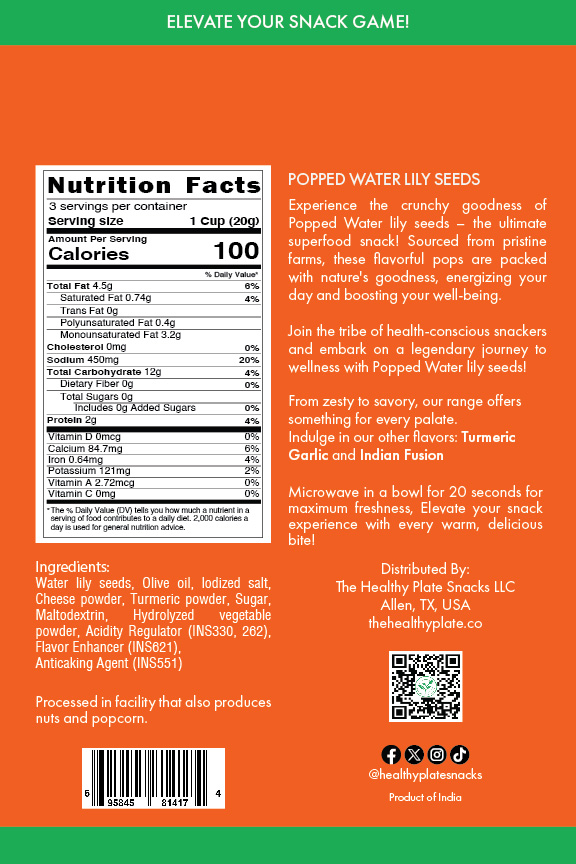 ELEVATE YOUR SNACK GAME!
Nutrition Facts
3 servings per container
Serving size 1 Cup (20g)
Amount Per Serving
Calories 100
% Daily Value*
Total Fat 4.5g 6%
Saturated Fat 0.74g 4%
Trans Fat 0g
Polyunsaturated Fat 0.4g
Monounsaturated Fat 3.2g
Cholesterol 0mg 0%
Sodium 450mg 20%
Total Carbohydrate 12g 4%
Dietary Fiber 0g 0%
Total Sugars 0g
Includes 0g Added Sugars 0%
Protein 2g 4%
Vitamin D 0mcg 0%
Calcium 84.7mg 6%
Iron 0.64mg 4%
Potassium 121mg 2%
Vitamin A 2.72mcg 0%
Vitamin C 0mg 0%
* The % Daily Value (DV) tells you how much a nutrient in a
serving of food contributes to a daily diet. 2,000 calories a
day is used for general nutrition advice.
Ingredients:
Water lily seeds, Olive oil, Iodized salt,
Cheese powder, Turmeric powder, Sugar,
Maltodextrin, Hydrolyzed vegetable
powder, Acidity Regulator (INS330, 262),
Flavor Enhancer (INS621),
Anticaking Agent (INS551)
Processed in facility that also produces
nuts and popcorn.
6 95845 81417 4
POPPED WATER LILY SEEDS
Experience the crunchy goodness of
Popped Water lily seeds – the ultimate
superfood snack! Sourced from pristine
farms, these flavorful pops are packed
with nature's goodness, energizing your
day and boosting your well-being.
Join the tribe of health-conscious snackers
and embark on a legendary journey to
wellness with Popped Water lily seeds!
From zesty to savory, our range offers
something for every palate.
Indulge in our other flavors: Turmeric
Garlic and Indian Fusion
Microwave in a bowl for 20 seconds for
maximum freshness, Elevate your snack
experience with every warm, delicious
bite!
Distributed By:
The Healthy Plate Snacks LLC
Allen, TX, USA
thehealthyplate.co
@healthyplatesnacks
Product of India